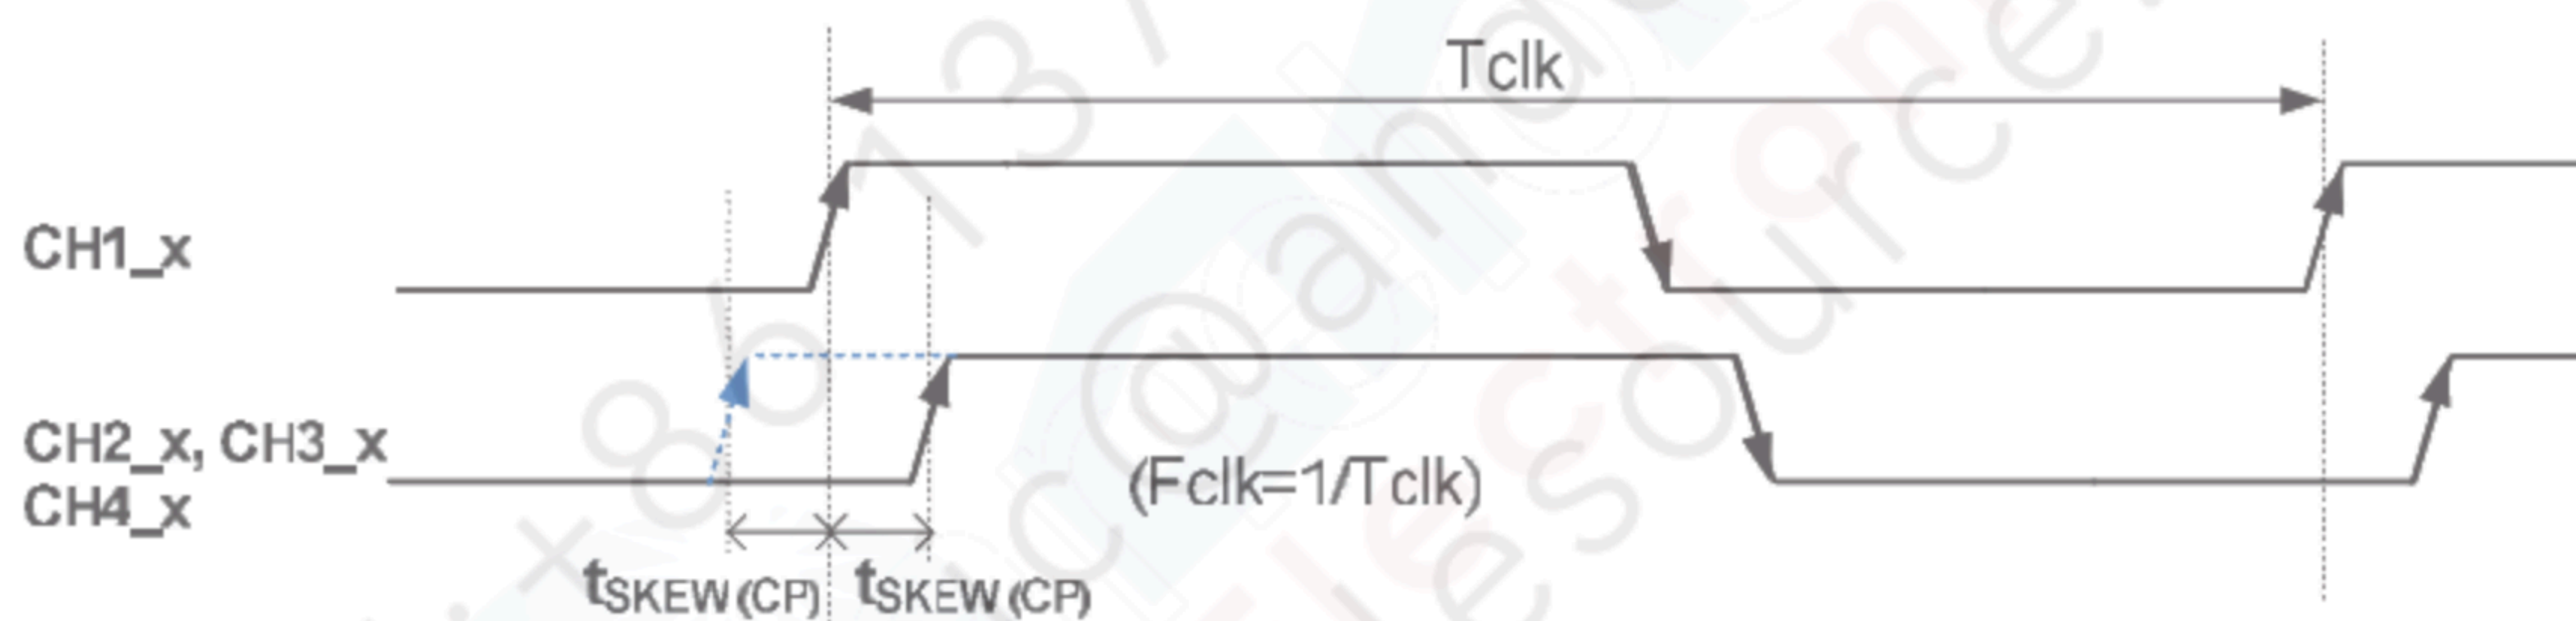 Tclk
CH1_x
CH2_x, CH3_x
CH4_x
(Fclk=1/Tclk)
tSKEW(CP) tSKEW(CP)